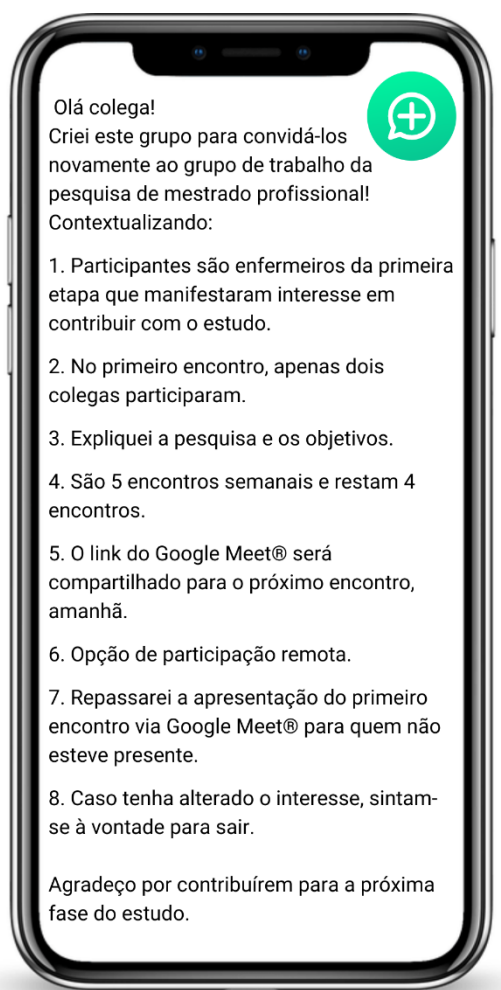 Olá colega!
Criei este grupo para convidá-los
novamente ao grupo de trabalho da
pesquisa de mestrado profissional!
Contextualizando:
1. Participantes são enfermeiros da primeira
etapa que manifestaram interesse em
contribuir com o estudo.
2. No primeiro encontro, apenas dois
colegas participaram.
3. Expliquei a pesquisa e os objetivos.
4. São 5 encontros semanais e restam 4
encontros.
5. O link do Google Meet® será
compartilhado para o próximo encontro,
amanhã.
6. Opção de participação remota.
7. Repassarei a apresentação do primeiro
encontro via Google Meet® para quem não
esteve presente.
8. Caso tenha alterado o interesse, sintam-
se à vontade para sair.
Agradeço por contribuírem para a próxima
fase do estudo.